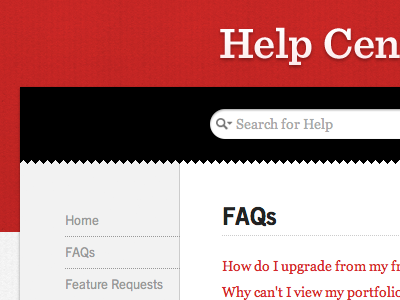 Help Cen
Search for Help
Home
FAQs
Feature Requests
FAQs
How do I upgrade from my fr
Why can't I view my portfolio